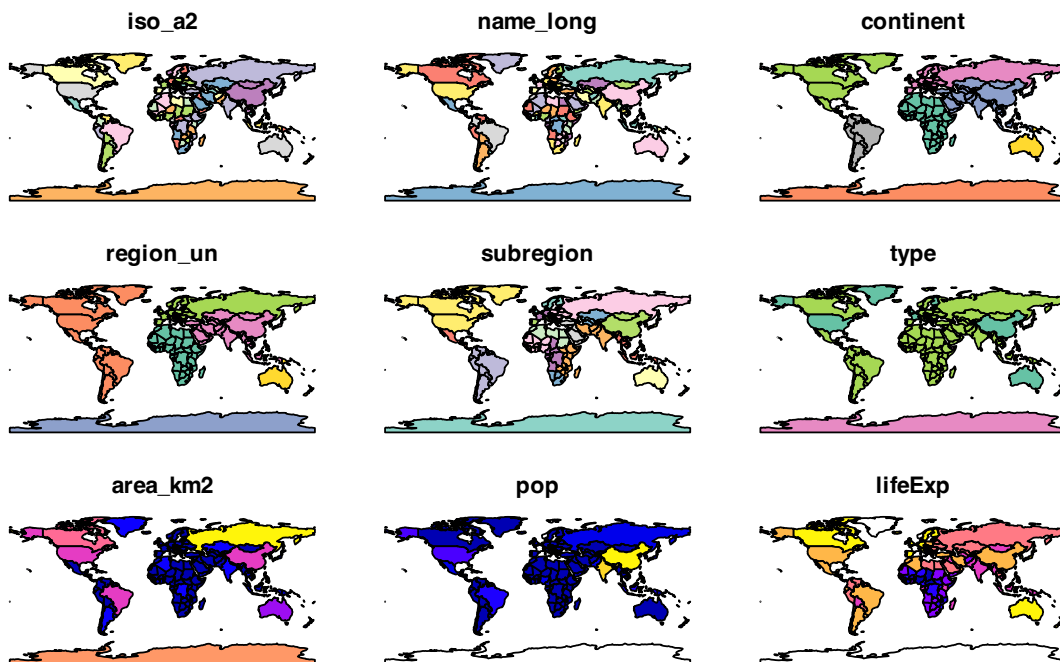 iso_a2
name_long
continent
region_un
subregion
type
area_km2
pop
lifeExp